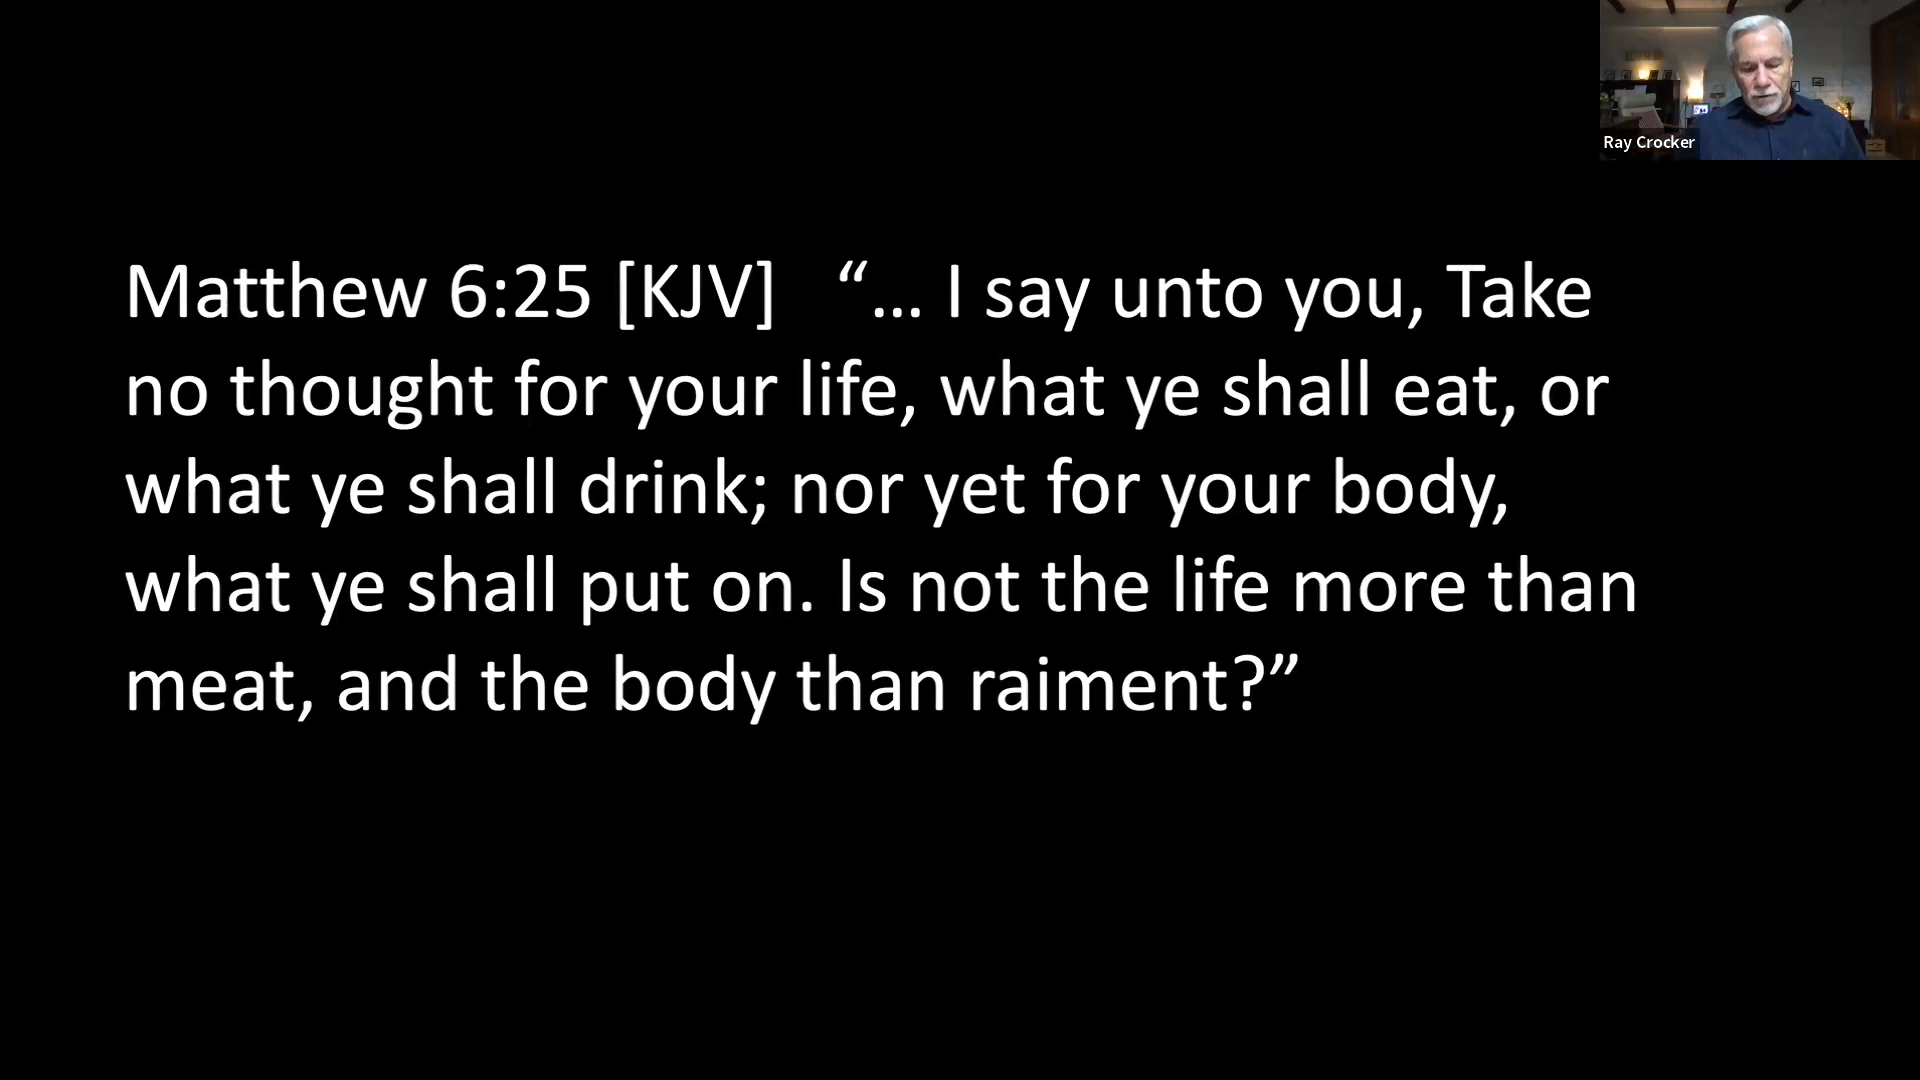 Ray Crocker
Matthew 6:25 [KJV] “... I say unto you, Take
no thought for your life, what ye shall eat, or
what ye shall drink; nor yet for your body,
what ye shall put on. Is not the life more than
meat, and the body than raiment?”